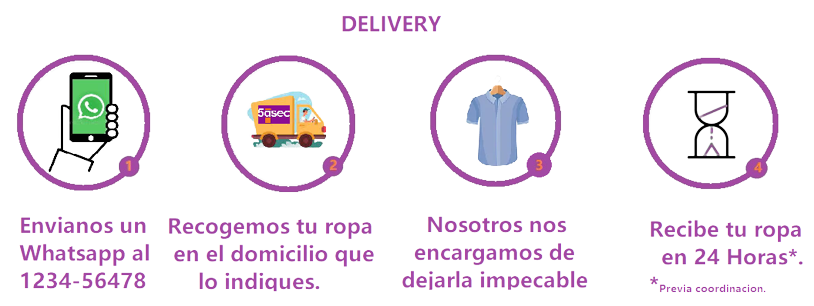 DELIVERY
5asec
1
2
3
4
Envianos un
Whatsapp al
1234-56478
Recogemos tu ropa
en el domicilio que
lo indiques.
Nosotros nos
encargamos de
dejarla impecable
Recibe tu ropa
en 24 Horas*.
*Previa coordinacion.